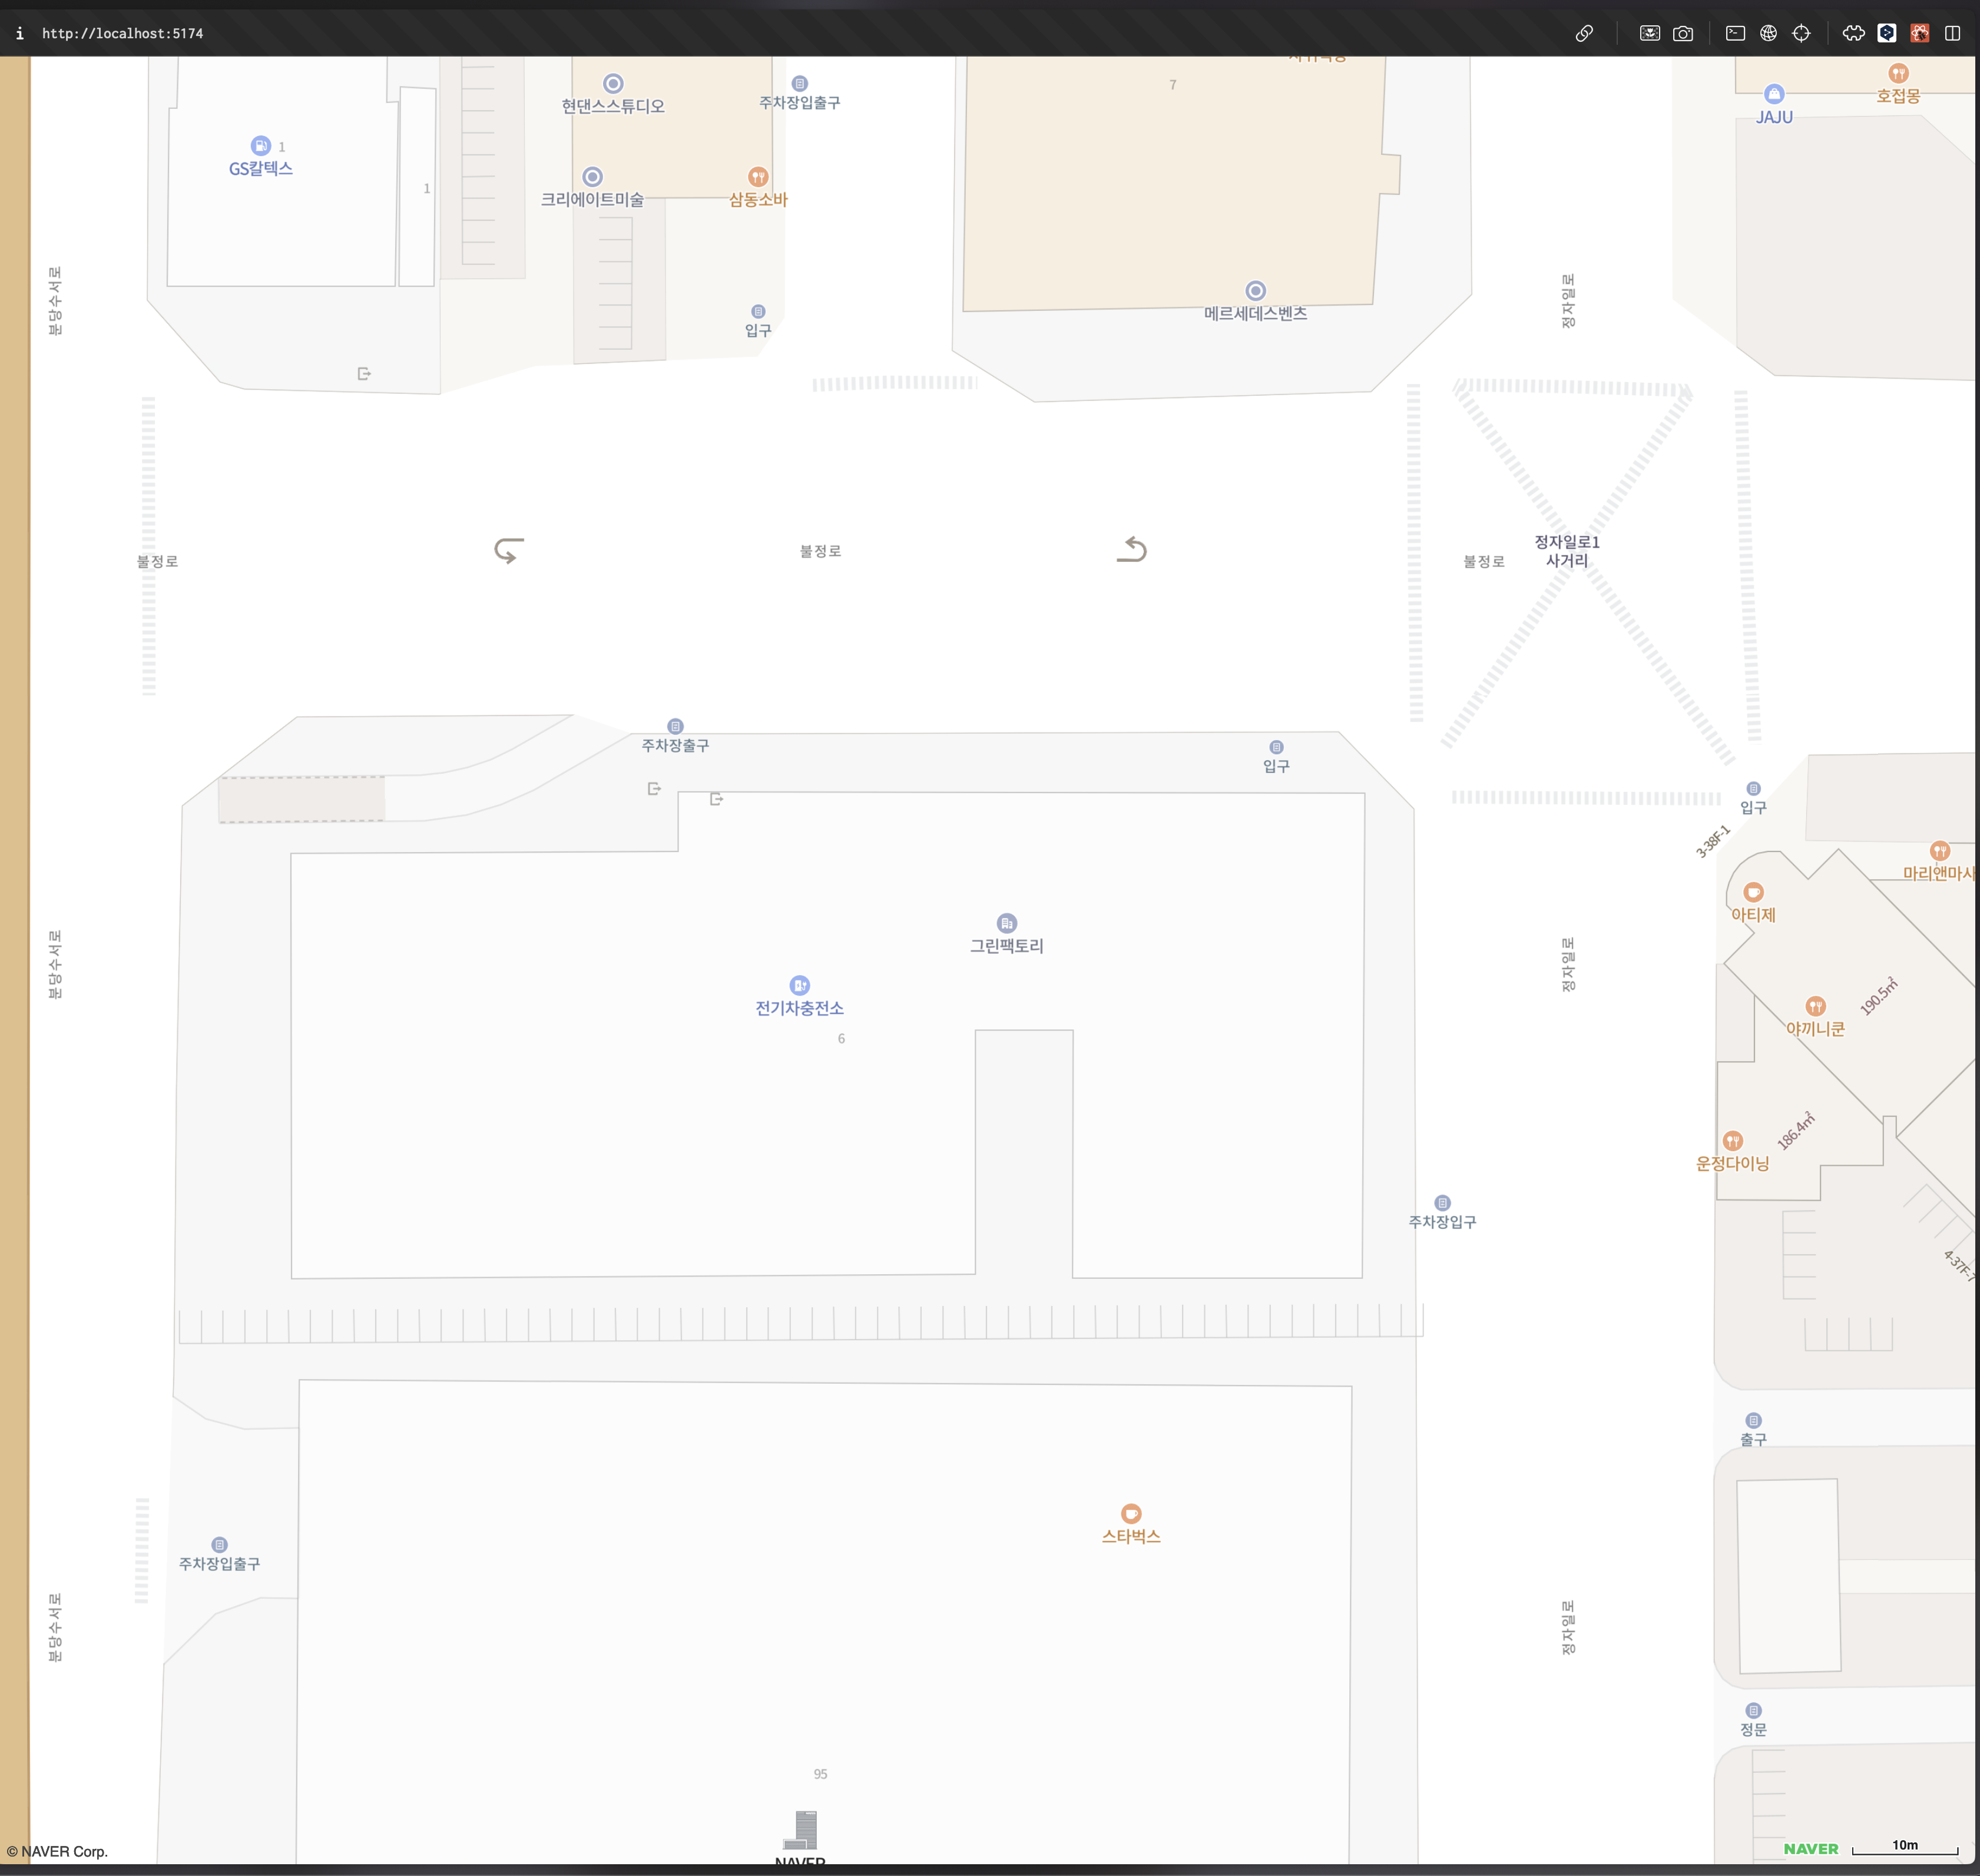 http://localhost:5174
현댄스스튜디오
주차장입출구
7
JAJU
호접몽
GS칼텍스
1
1
크리에이트미술
삼동소바
분당수서로
입구
메르세데스벤츠
정자일로
불정로
불정로
불정로
정자일로1
사거리
주차장출구
입구
입구
3-38F-1
마리앤마사
아티제
분당수서로
그린팩토리
정자일로
전기차충전소
6
190.5㎡
야끼니쿤
186.4㎡
운정다이닝
주차장입구
4-37F-7
출구
스타벅스
주차장입출구
분당수서로
정자일로
정문
95
NAVER
© NAVER Corp.
NAVER
10m